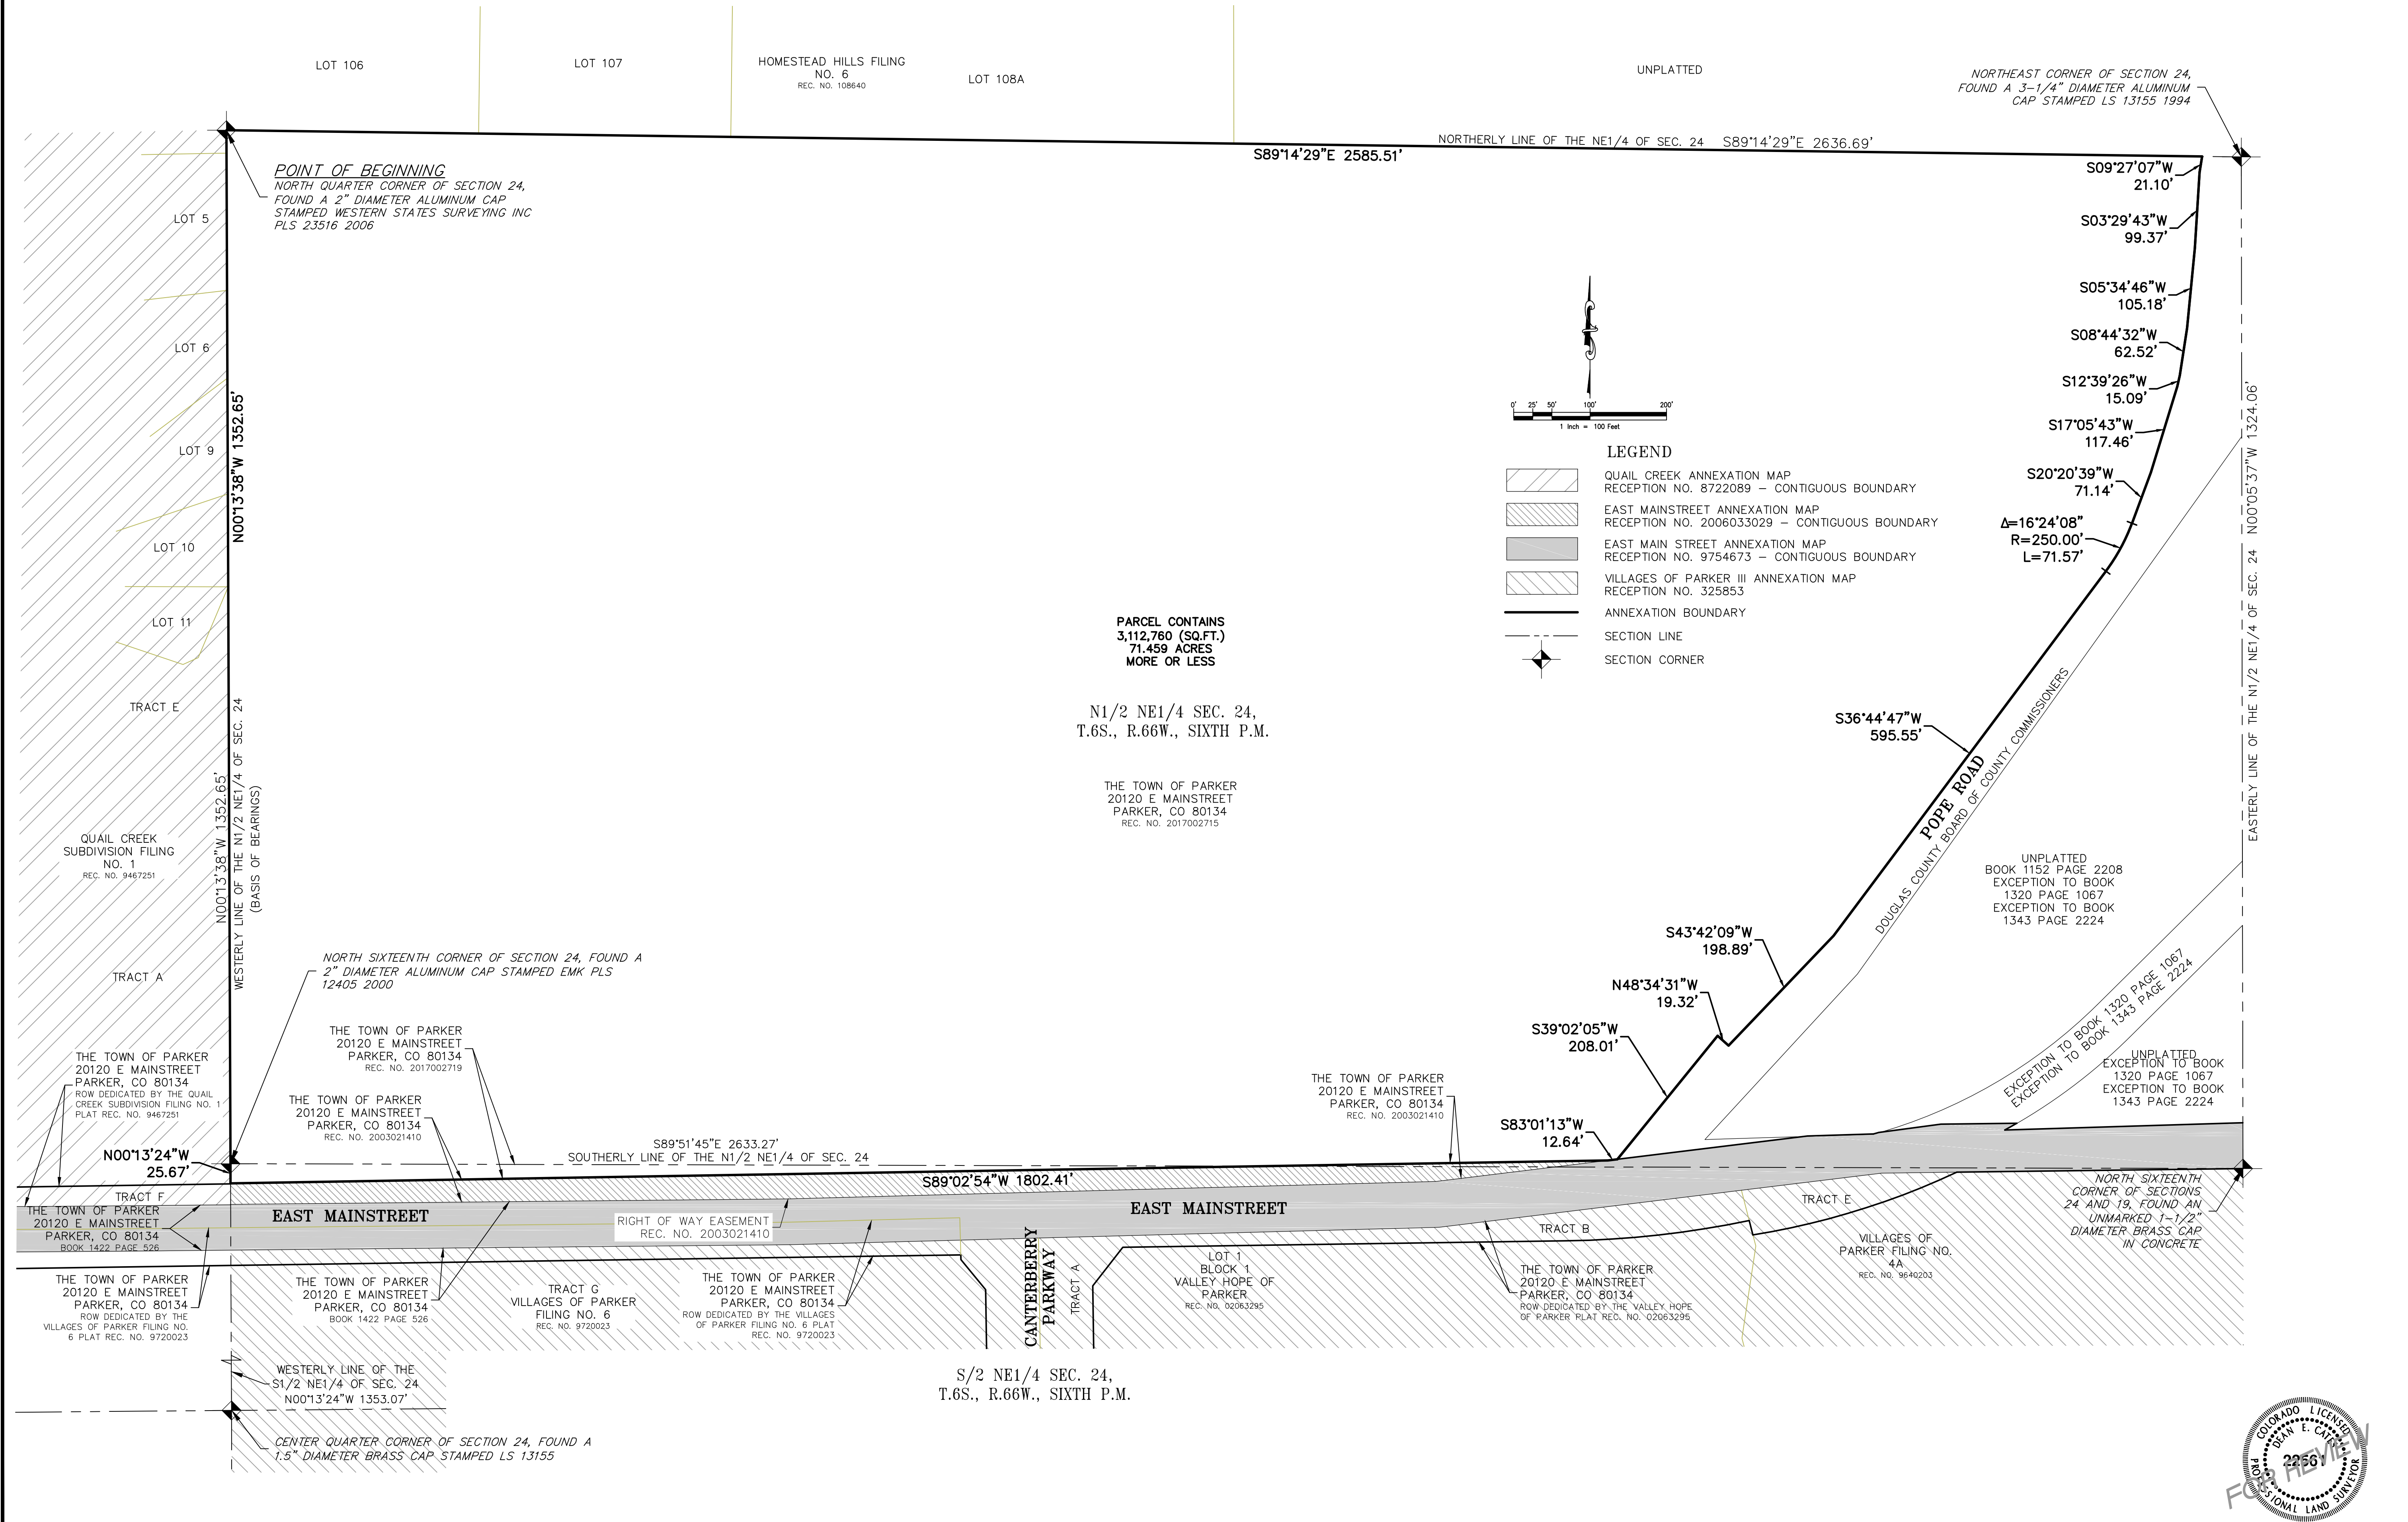 LOT 106
LOT 107
HOMESTEAD HILLS FILING
NO. 6
REC. NO. 108640
LOT 108A
UNPLATTED
NORTHEAST CORNER OF SECTION 24,
FOUND A 3-1/4" DIAMETER ALUMINUM
CAP STAMPED LS 13155 1994
NORTHERLY LINE OF THE NE1/4 OF SEC. 24 S89°14'29"E 2636.69'
S89°14'29"E 2585.51'
POINT OF BEGINNING
NORTH QUARTER CORNER OF SECTION 24,
FOUND A 2" DIAMETER ALUMINUM CAP
STAMPED WESTERN STATES SURVEYING INC
PLS 23516 2006
LOT 5
LOT 6
LOT 9
LOT 10
LOT 11
TRACT E
QUAIL CREEK
SUBDIVISION FILING
NO. 1
REC. NO. 9467251
TRACT A
N00°13'38"W 1352.65'
N00°13'38"W 1352.65'
WESTERLY LINE OF THE N1/2 NE1/4 OF SEC. 24
(BASIS OF BEARINGS)
S09°27'07"W
21.10'
S03°29'43"W
99.37'
S05°34'46"W
105.18'
S08°44'32"W
62.52'
S12°39'26"W
15.09'
S17°05'43"W
117.46'
S20°20'39"W
71.14'
Δ=16°24'08"
R=250.00'
L=71.57'
EASTERLY LINE OF THE N1/2 NE1/4 OF SEC. 24 N00°05'37"W 1324.06'
0' 25' 50' 100' 200'
1 Inch = 100 Feet
LEGEND
QUAIL CREEK ANNEXATION MAP
RECEPTION NO. 8722089 – CONTIGUOUS BOUNDARY
EAST MAINSTREET ANNEXATION MAP
RECEPTION NO. 2006033029 – CONTIGUOUS BOUNDARY
EAST MAIN STREET ANNEXATION MAP
RECEPTION NO. 9754673 – CONTIGUOUS BOUNDARY
VILLAGES OF PARKER III ANNEXATION MAP
RECEPTION NO. 325853
ANNEXATION BOUNDARY
SECTION LINE
SECTION CORNER
PARCEL CONTAINS
3,112,760 (SQ.FT.)
71.459 ACRES
MORE OR LESS
N1/2 NE1/4 SEC. 24,
T.6S., R.66W., SIXTH P.M.
THE TOWN OF PARKER
20120 E MAINSTREET
PARKER, CO 80134
REC. NO. 2017002715
S36°44'47"W
595.55'
POPE ROAD
DOUGLAS COUNTY BOARD OF COUNTY COMMISSIONERS
UNPLATTED
BOOK 1152 PAGE 2208
EXCEPTION TO BOOK
1320 PAGE 1067
EXCEPTION TO BOOK
1343 PAGE 2224
S43°42'09"W
198.89'
N48°34'31"W
19.32'
S39°02'05"W
208.01'
S83°01'13"W
12.64'
EXCEPTION TO BOOK 1320 PAGE 1067
EXCEPTION TO BOOK 1343 PAGE 2224
UNPLATTED
EXCEPTION TO BOOK
1320 PAGE 1067
EXCEPTION TO BOOK
1343 PAGE 2224
NORTH SIXTEENTH CORNER OF SECTION 24, FOUND A
2" DIAMETER ALUMINUM CAP STAMPED EMK PLS
12405 2000
THE TOWN OF PARKER
20120 E MAINSTREET
PARKER, CO 80134
REC. NO. 2017002719
THE TOWN OF PARKER
20120 E MAINSTREET
PARKER, CO 80134
REC. NO. 2003021410
THE TOWN OF PARKER
20120 E MAINSTREET
PARKER, CO 80134
ROW DEDICATED BY THE QUAIL
CREEK SUBDIVISION FILING NO. 1
PLAT REC. NO. 9467251
N00°13'24"W
25.67'
THE TOWN OF PARKER
20120 E MAINSTREET
PARKER, CO 80134
REC. NO. 2003021410
S89°51'45"E 2633.27'
SOUTHERLY LINE OF THE N1/2 NE1/4 OF SEC. 24
S89°02'54"W 1802.41'
TRACT F
THE TOWN OF PARKER
20120 E MAINSTREET
PARKER, CO 80134
BOOK 1422 PAGE 526
EAST MAINSTREET
RIGHT OF WAY EASEMENT
REC. NO. 2003021410
EAST MAINSTREET
TRACT B
TRACT E
NORTH SIXTEENTH
CORNER OF SECTIONS
24 AND 19, FOUND AN
UNMARKED 1-1/2"
DIAMETER BRASS CAP
IN CONCRETE
THE TOWN OF PARKER
20120 E MAINSTREET
PARKER, CO 80134
ROW DEDICATED BY THE
VILLAGES OF PARKER FILING NO.
6 PLAT REC. NO. 9720023
THE TOWN OF PARKER
20120 E MAINSTREET
PARKER, CO 80134
BOOK 1422 PAGE 526
TRACT G
VILLAGES OF PARKER
FILING NO. 6
REC. NO. 9720023
THE TOWN OF PARKER
20120 E MAINSTREET
PARKER, CO 80134
ROW DEDICATED BY THE VILLAGES
OF PARKER FILING NO. 6 PLAT
REC. NO. 9720023
CANTERBERRY
PARKWAY
TRACT A
LOT 1
BLOCK 1
VALLEY HOPE OF
PARKER
REC. NO. 02063295
THE TOWN OF PARKER
20120 E MAINSTREET
PARKER, CO 80134
ROW DEDICATED BY THE VALLEY HOPE
OF PARKER PLAT REC. NO. 02063295
VILLAGES OF
PARKER FILING NO.
4A
REC. NO. 9640203
WESTERLY LINE OF THE
S1/2 NE1/4 OF SEC. 24
N00°13'24"W 1353.07'
S/2 NE1/4 SEC. 24,
T.6S., R.66W., SIXTH P.M.
CENTER QUARTER CORNER OF SECTION 24, FOUND A
1.5" DIAMETER BRASS CAP STAMPED LS 13155
COLORADO LICENSED
DEAN E.
22561
PROFESSIONAL LAND SURVEYOR
FOR REVIEW